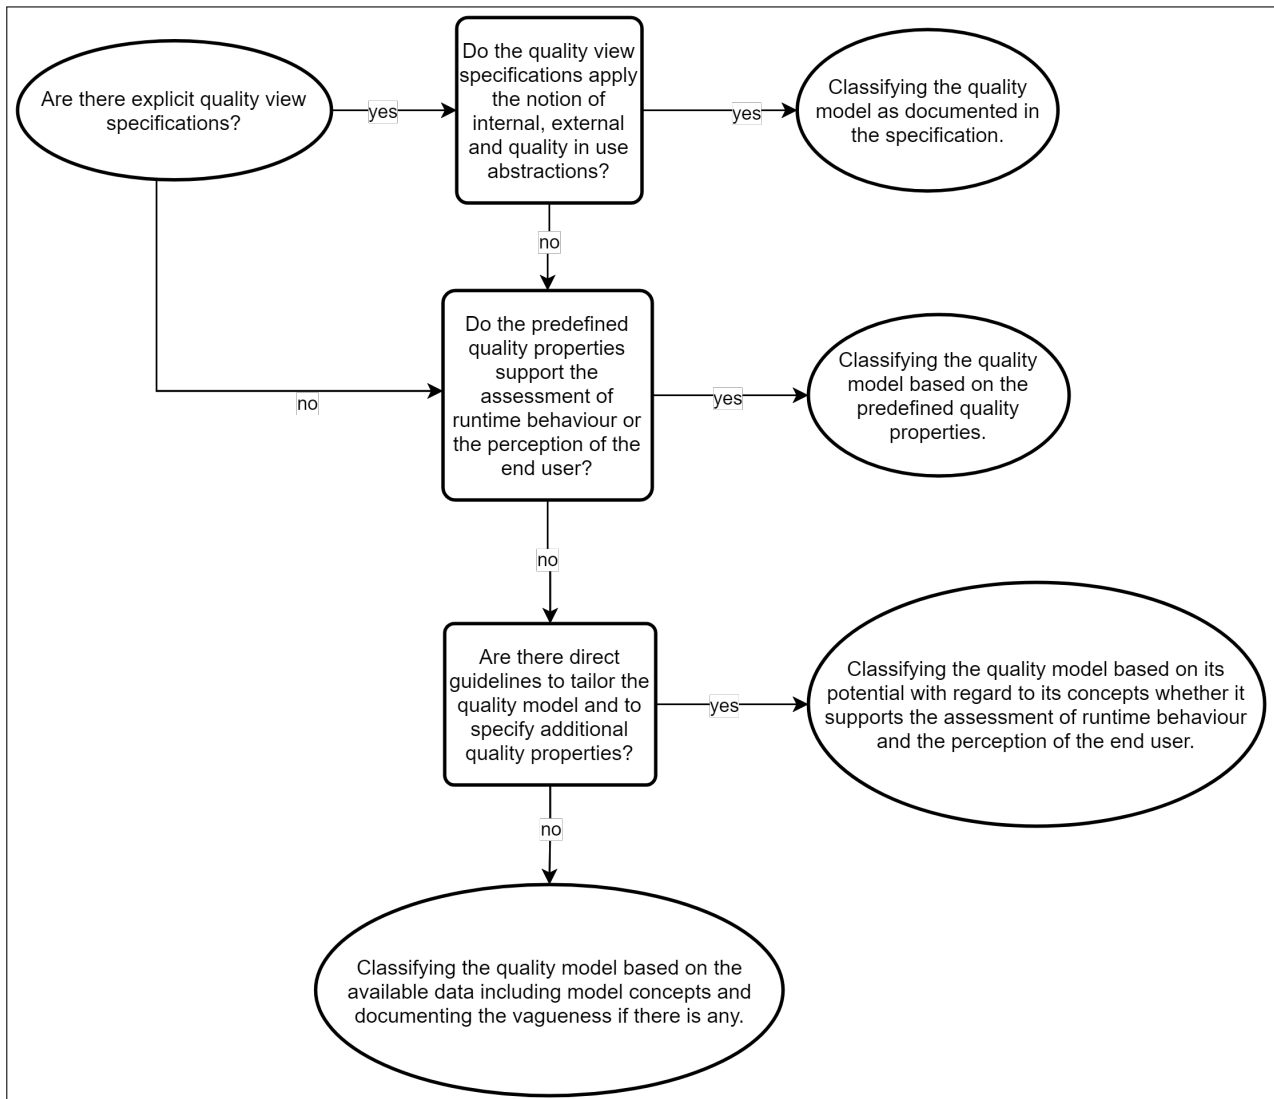 Are there explicit quality view
specifications?
yes
Do the quality view
specifications apply
the notion of
internal, external
and quality in use
abstractions?
yes
Classifying the quality
model as documented in
the specification.
no
no
Do the predefined
quality properties
support the
assessment of
runtime behaviour or
the perception of the
end user?
yes
Classifying the quality
model based on the
predefined quality
properties.
no
Are there direct
guidelines to tailor the
quality model and to
specify additional
quality properties?
yes
Classifying the quality model based on its
potential with regard to its concepts whether it
supports the assessment of runtime behaviour
and the perception of the end user.
no
Classifying the quality model based on the
available data including model concepts and
documenting the vagueness if there is any.